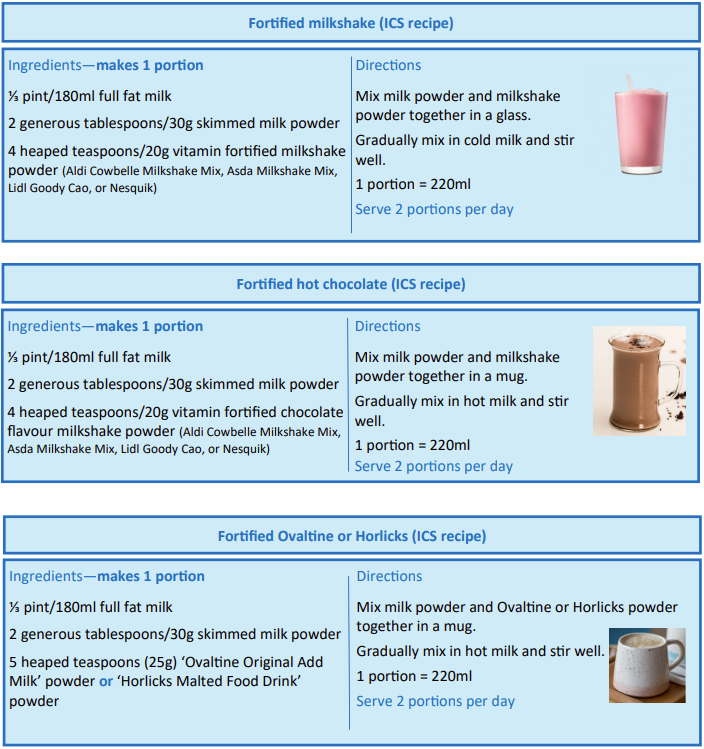 Fortified milkshake (ICS recipe)
Ingredients—makes 1 portion
⅓ pint/180ml full fat milk
2 generous tablespoons/30g skimmed milk powder
4 heaped teaspoons/20g vitamin fortified milkshake
powder (Aldi Cowbelle Milkshake Mix, Asda Milkshake Mix,
Lidl Goody Cao, or Nesquik)
Directions
Mix milk powder and milkshake
powder together in a glass.
Gradually mix in cold milk and stir
well.
1 portion = 220ml
Serve 2 portions per day
Fortified hot chocolate (ICS recipe)
Ingredients—makes 1 portion
⅓ pint/180ml full fat milk
2 generous tablespoons/30g skimmed milk powder
4 heaped teaspoons/20g vitamin fortified chocolate
flavour milkshake powder (Aldi Cowbelle Milkshake Mix,
Asda Milkshake Mix, Lidl Goody Cao, or Nesquik)
Directions
Mix milk powder and milkshake
powder together in a mug.
Gradually mix in hot milk and stir
well.
1 portion = 220ml
Serve 2 portions per day
Fortified Ovaltine or Horlicks (ICS recipe)
Ingredients—makes 1 portion
⅓ pint/180ml full fat milk
2 generous tablespoons/30g skimmed milk powder
5 heaped teaspoons (25g) ‘Ovaltine Original Add
Milk’ powder or ‘Horlicks Malted Food Drink’
powder
Directions
Mix milk powder and Ovaltine or Horlicks powder
together in a mug.
Gradually mix in hot milk and stir well.
1 portion = 220ml
Serve 2 portions per day